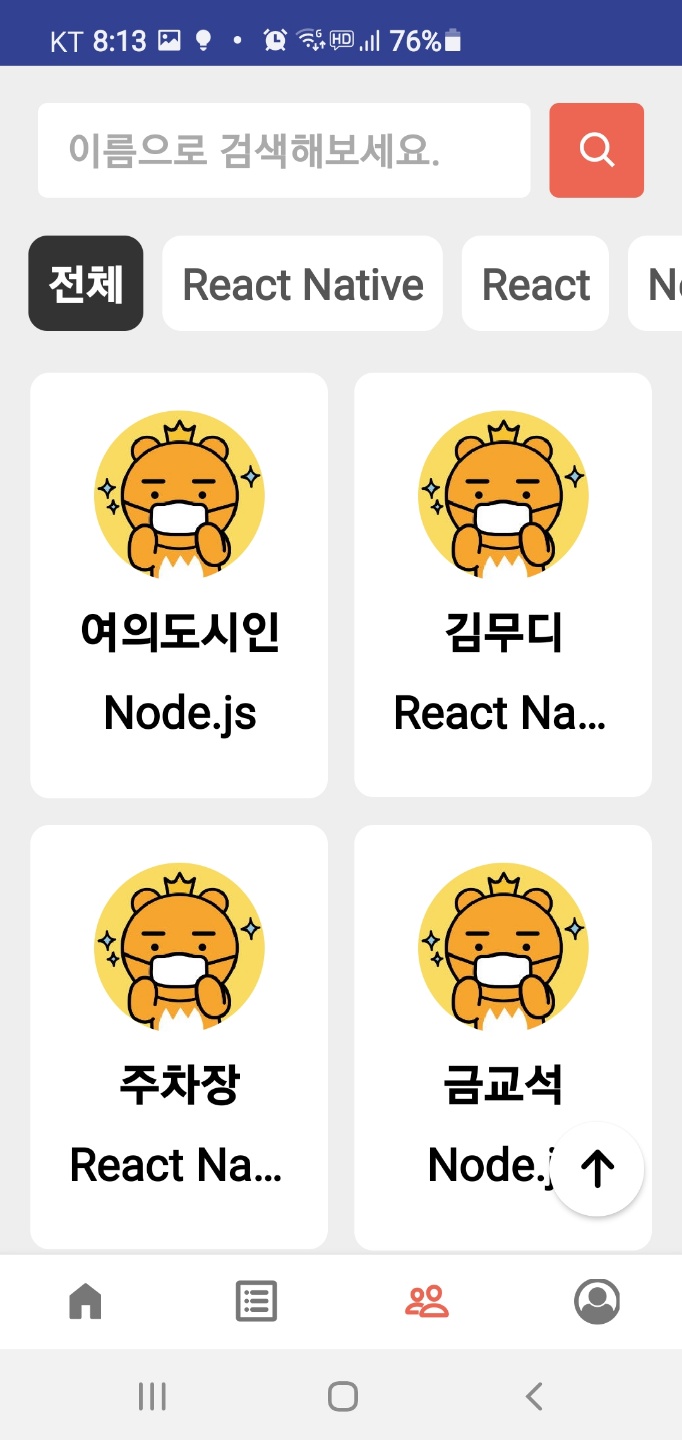 KT 8:13 HD 76%
이름으로 검색해보세요.
전체 React Native React
여의도시인 김무디
Node.js React Na...
주차장 금교석
React Na... Node.j